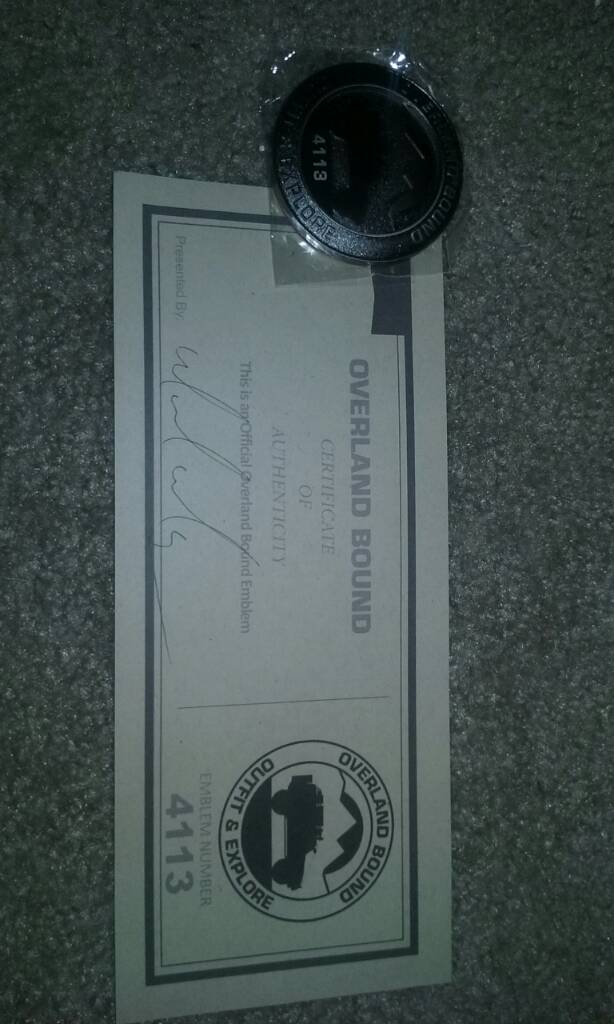 OVERLAND BOUND
CERTIFICATE
OF
AUTHENTICITY
This is an Official Overland Bound Emblem
Presented By:
OVERLAND BOUND
OUTFIT & EXPLORE
EMBLEM NUMBER
4113
BOUND
& EXPLORE
4113